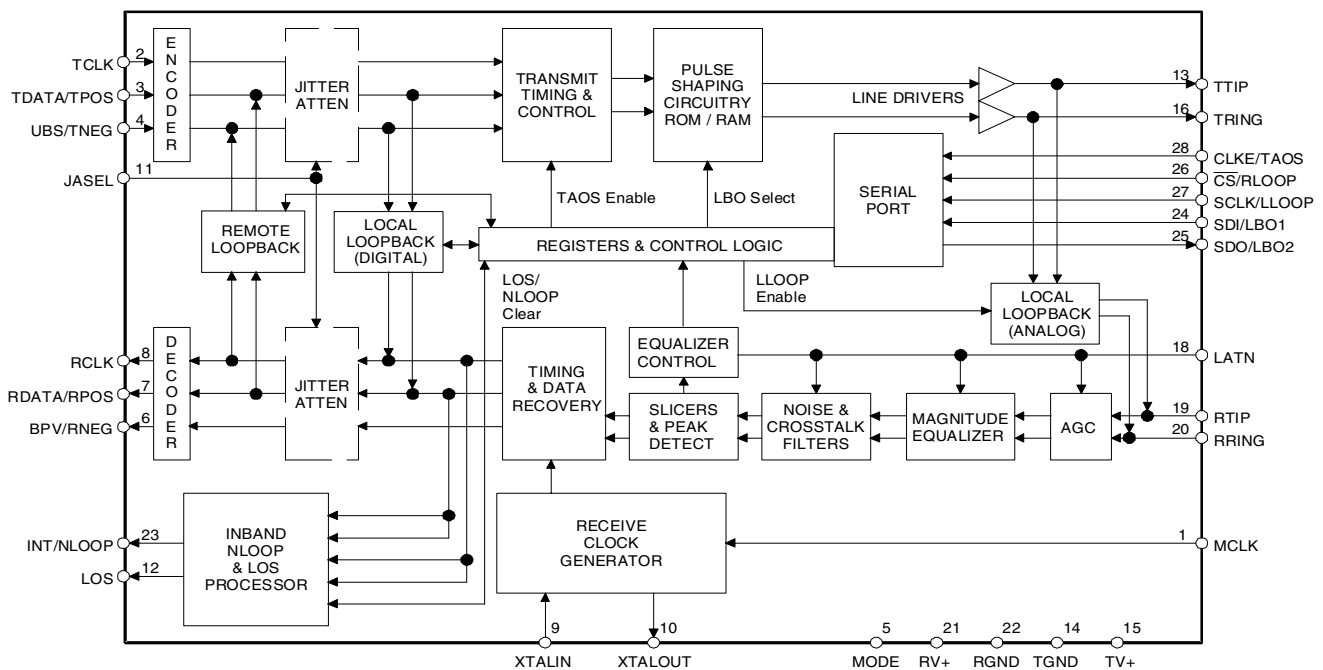 TCLK
2
TDATA/TPOS
3
UBS/TNEG
4
JASEL
11
ENCODER
JITTER
ATTEN
TRANSMIT
TIMING &
CONTROL
PULSE
SHAPING
CIRCUITRY
ROM / RAM
LINE DRIVERS
13
TTIP
16
TRING
28
CLKE/TAOS
26
CS/RLOOP
27
SCLK/LLOOP
24
SDI/LBO1
25
SDO/LBO2
SERIAL
PORT
TAOS Enable
LBO Select
REMOTE
LOOPBACK
LOCAL
LOOPBACK
(DIGITAL)
REGISTERS & CONTROL LOGIC
LOS/
NLOOP
Clear
LLOOP
Enable
LOCAL
LOOPBACK
(ANALOG)
RCLK
8
RDATA/RPOS
7
BPV/RNEG
6
DECODER
JITTER
ATTEN
TIMING
& DATA
RECOVERY
EQUALIZER
CONTROL
SLICERS
& PEAK
DETECT
NOISE &
CROSSTALK
FILTERS
MAGNITUDE
EQUALIZER
AGC
18
LATN
19
RTIP
20
RRING
INT/NLOOP
23
LOS
12
INBAND
NLOOP
& LOS
PROCESSOR
RECEIVE
CLOCK
GENERATOR
1
MCLK
9
XTALIN
10
XTALOUT
5
MODE
21
RV+
22
RGND
14
TGND
15
TV+